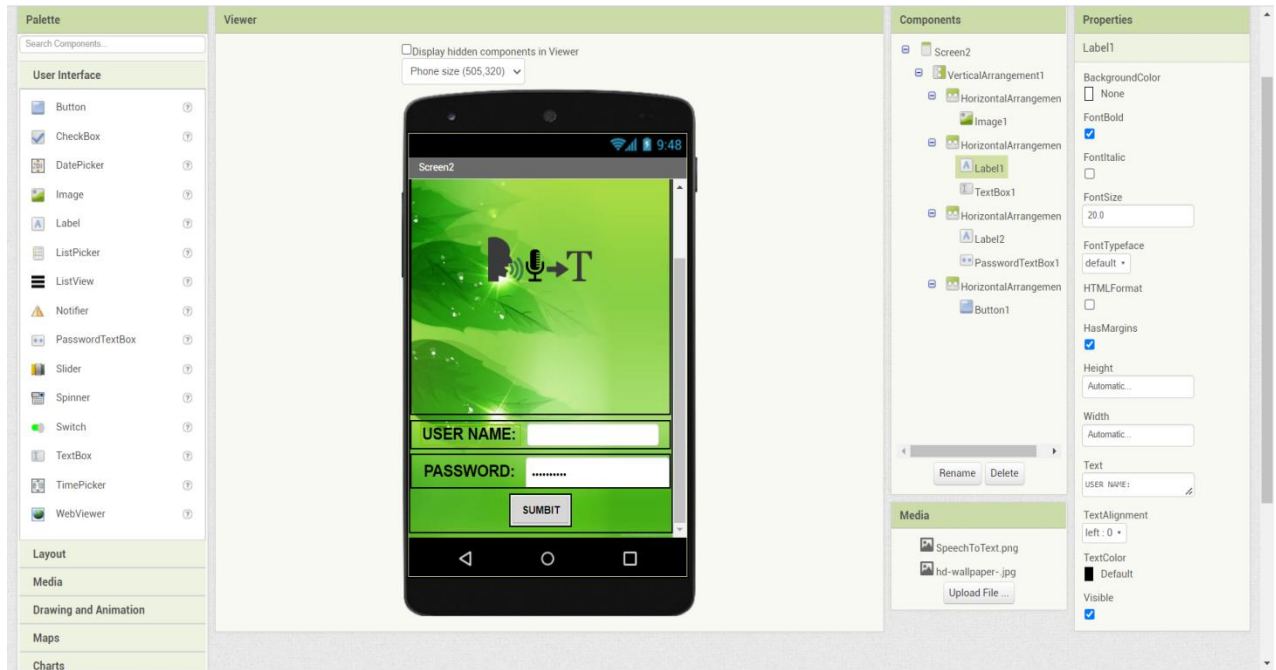 Palette
Search Components...
User Interface
Button
CheckBox
DatePicker
Image
Label
ListPicker
ListView
Notifier
PasswordTextBox
Slider
Spinner
Switch
TextBox
TimePicker
WebViewer
Layout
Media
Drawing and Animation
Maps
Charts
Viewer
Display hidden components in Viewer
Phone size (505,320)
9:48
Screen2
T
USER NAME:
PASSWORD: ..........
SUMBIT
Components
Screen2
VerticalArrangement1
HorizontalArrangemen
Image1
HorizontalArrangemen
Label1
TextBox1
HorizontalArrangemen
Label2
PasswordTextBox1
HorizontalArrangemen
Button1
Rename Delete
Media
SpeechToText.png
hd-wallpaper-.jpg
Upload File ...
Properties
Label1
BackgroundColor
None
FontBold
FontItalic
FontSize
20.0
FontTypeface
default
HTMLFormat
HasMargins
Height
Automatic...
Width
Automatic...
Text
USER NAME:
TextAlignment
left : 0
TextColor
Default
Visible